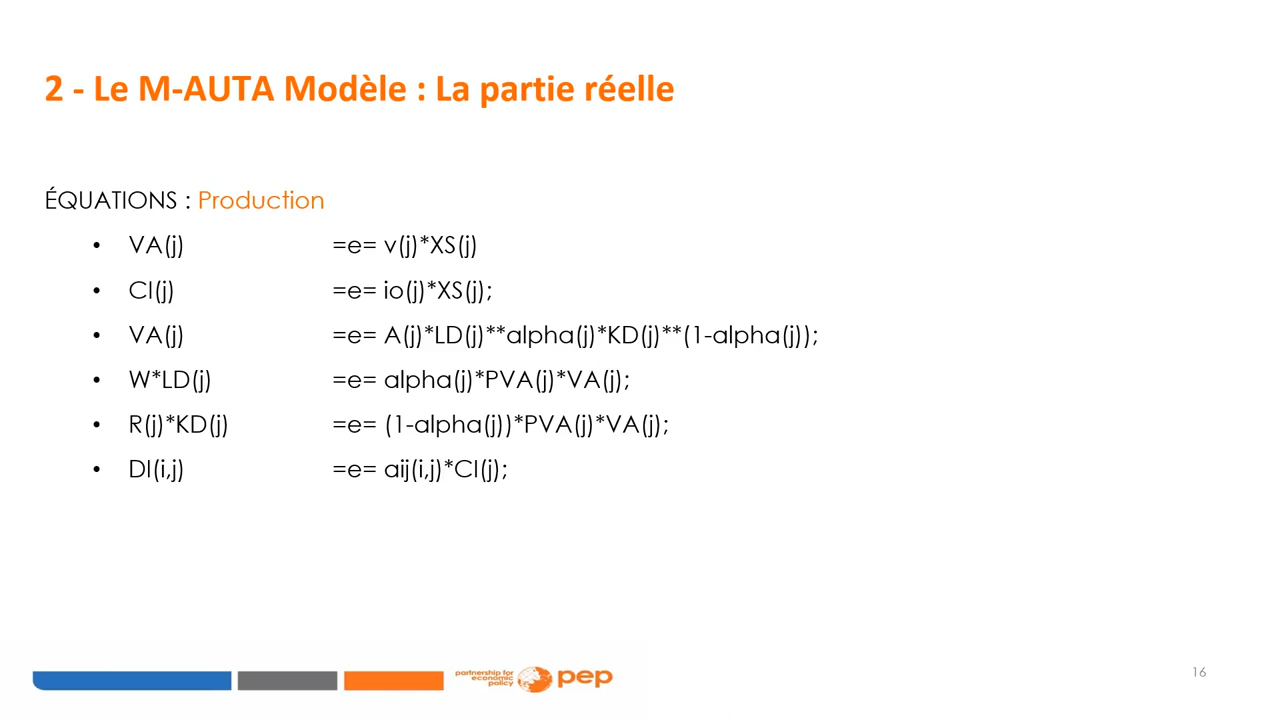 2 - Le M-AUTA Modèle : La partie réelle
ÉQUATIONS : Production
• VA(j) =e= v(j)*XS(j)
• CI(j) =e= io(j)*XS(j);
• VA(j) =e= A(j)*LD(j)**alpha(j)*KD(j)**(1-alpha(j));
• W*LD(j) =e= alpha(j)*PVA(j)*VA(j);
• R(j)*KD(j) =e= (1-alpha(j))*PVA(j)*VA(j);
• DI(i,j) =e= aij(i,j)*CI(j);
partnership for
economic
policy
pep
16